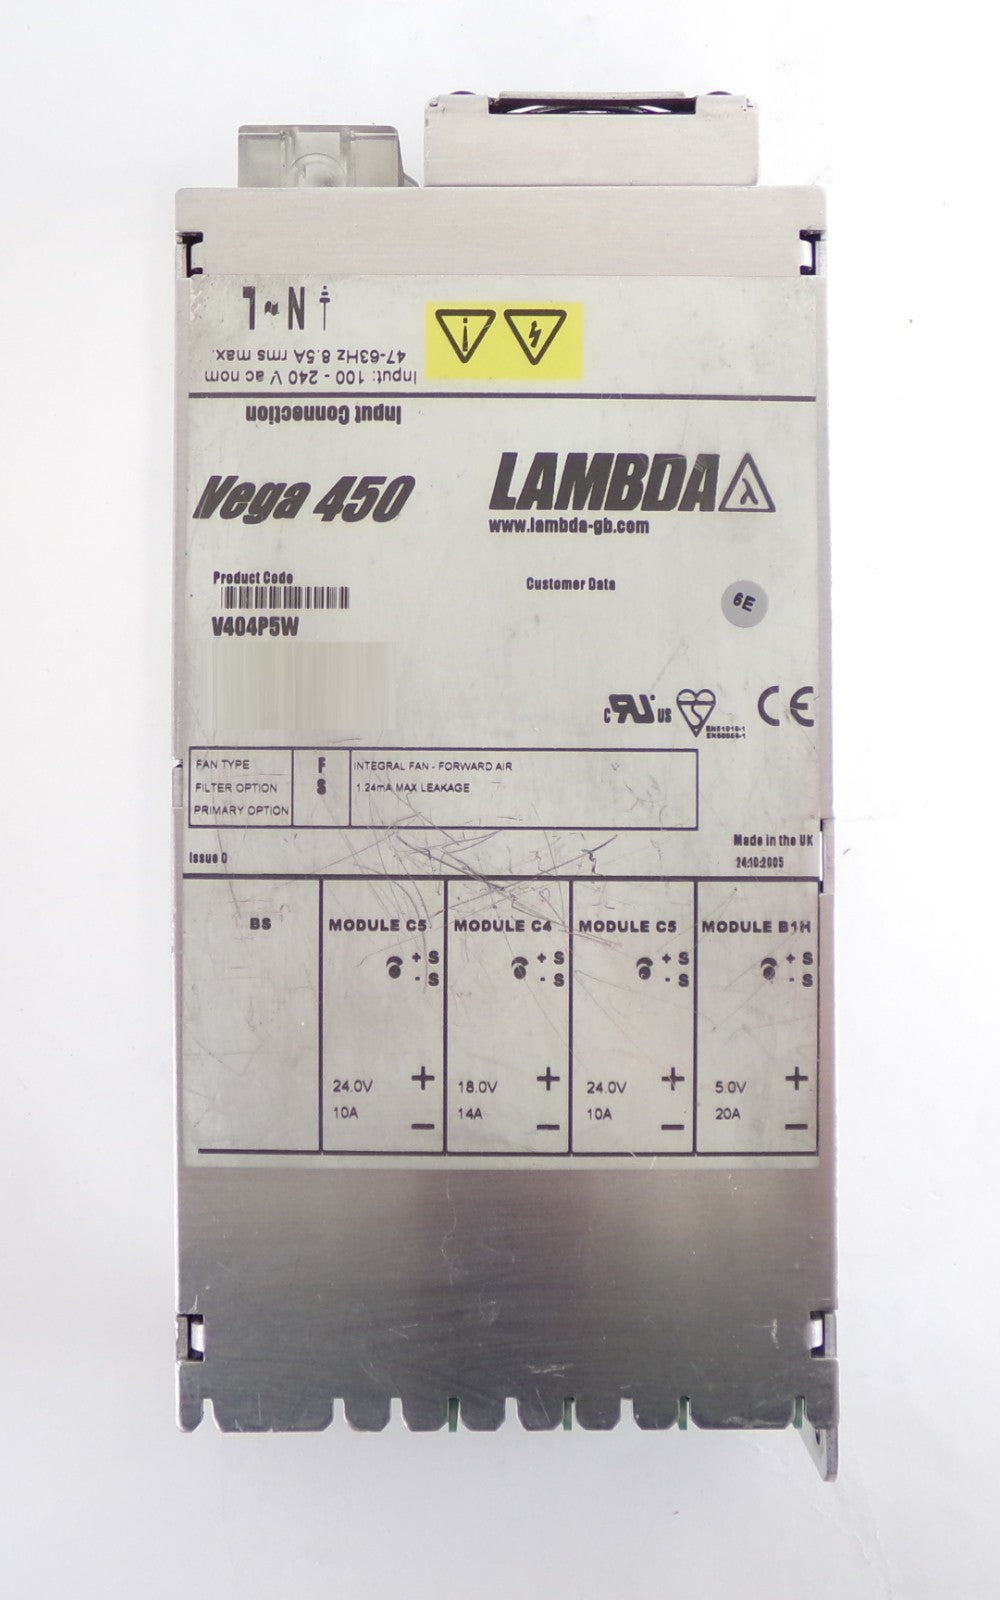 L ~ N
Input: 100 - 240 V ac nom
47-63Hz 8.5A rms max.
Input Connection
Vega 450
LAMBDA λ
www.lambda-gb.com
Product Code
Customer Data
V404P5W
6E
c RU US
CE
FAN TYPE F INTEGRAL FAN - FORWARD AIR
FILTER OPTION S 1.24mA MAX LEAKAGE
PRIMARY OPTION
Made in the UK
Issue 0
24:10:2005
BS
MODULE C5
+ S
- S
24.0V +
10A -
MODULE C4
+ S
- S
18.0V +
14A -
MODULE C5
+ S
- S
24.0V +
10A -
MODULE B1H
+ S
- S
5.0V +
20A -